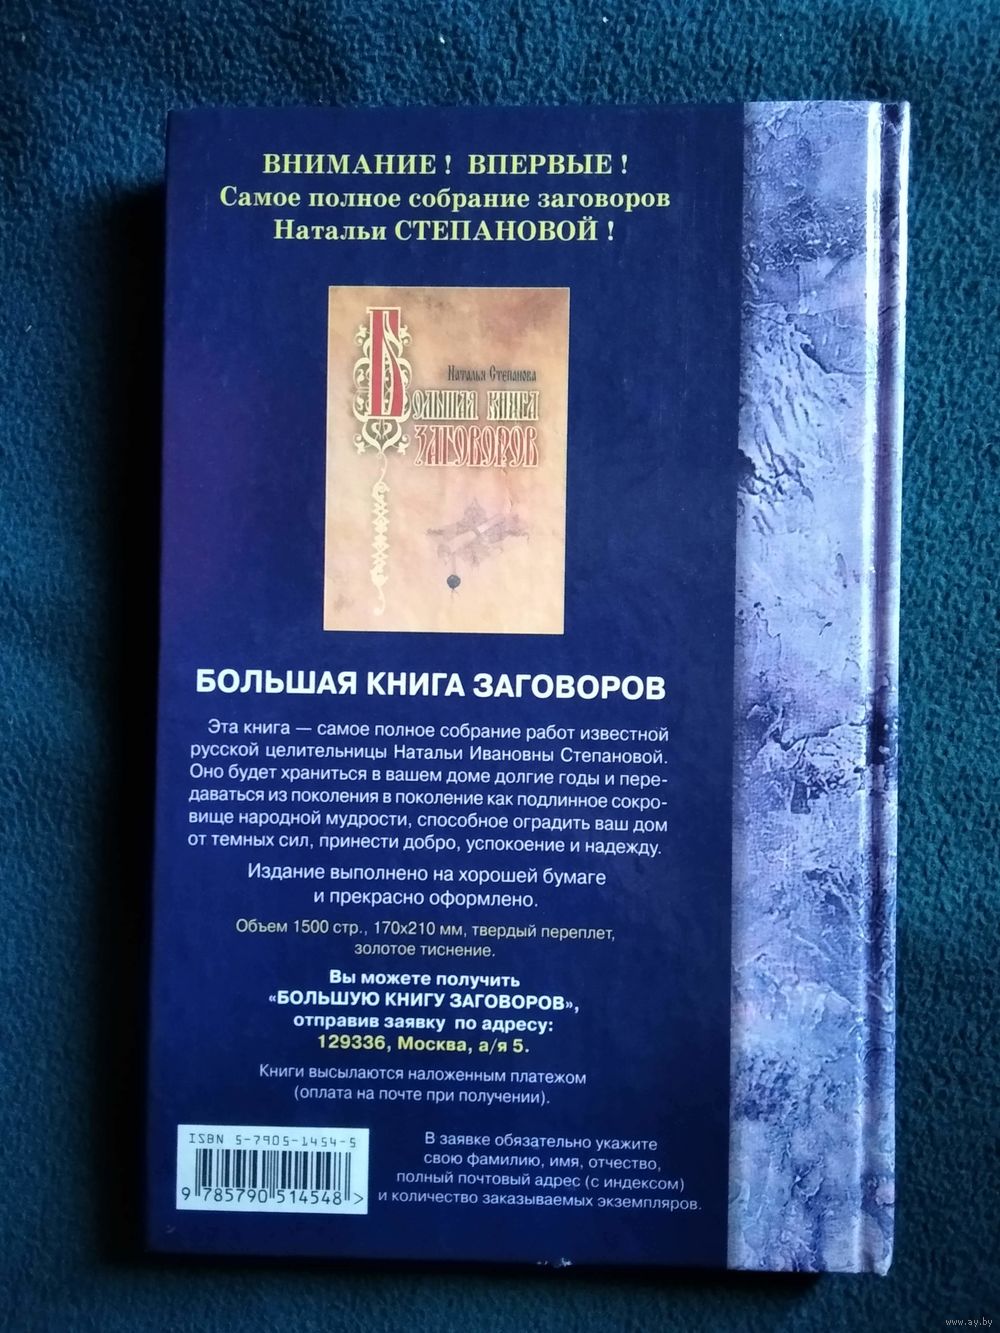 ВНИМАНИЕ ! ВПЕРВЫЕ !
Самое полное собрание заговоров
Натальи СТЕПАНОВОЙ !
Наталья Степанова
Большая книга
заговоров
БОЛЬШАЯ КНИГА ЗАГОВОРОВ
Эта книга — самое полное собрание работ известной
русской целительницы Натальи Ивановны Степановой.
Оно будет храниться в вашем доме долгие годы и пере-
даваться из поколения в поколение как подлинное сокро-
вище народной мудрости, способное оградить ваш дом
от темных сил, принести добро, успокоение и надежду.
Издание выполнено на хорошей бумаге
и прекрасно оформлено.
Объем 1500 стр., 170х210 мм, твердый переплет,
золотое тиснение.
Вы можете получить
«БОЛЬШУЮ КНИГУ ЗАГОВОРОВ»,
отправив заявку по адресу:
129336, Москва, а/я 5.
Книги высылаются наложенным платежом
(оплата на почте при получении).
ISBN 5-7905-1454-5
9 785790 514548 >
В заявке обязательно укажите
свою фамилию, имя, отчество,
полный почтовый адрес (с индексом)
и количество заказываемых экземпляров.
www.ay.by